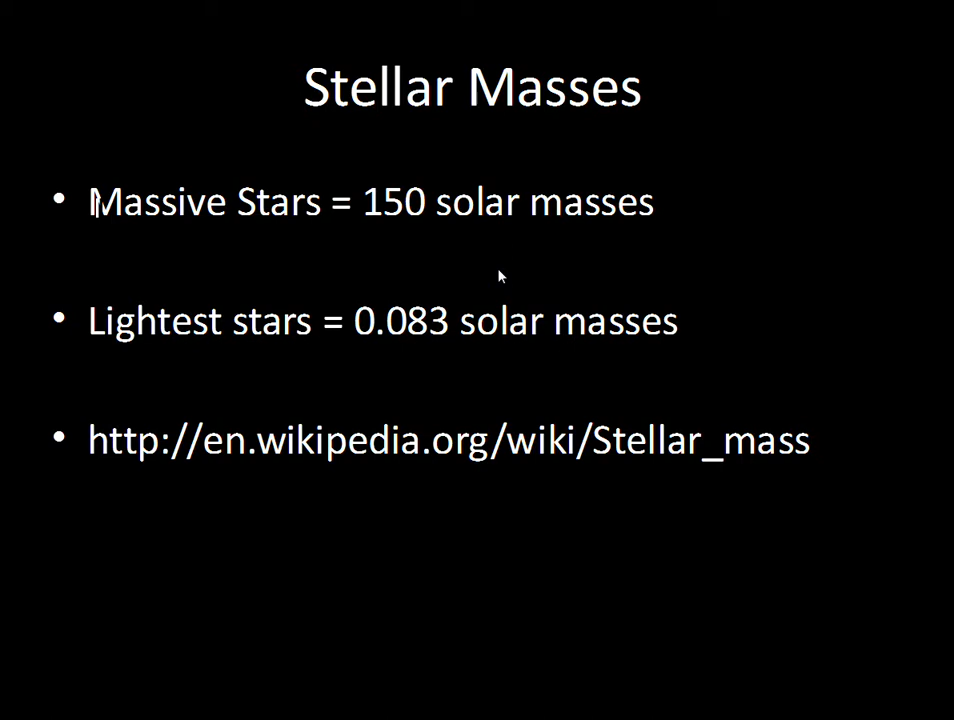 Stellar Masses
• Massive Stars = 150 solar masses
• Lightest stars = 0.083 solar masses
• http://en.wikipedia.org/wiki/Stellar_mass